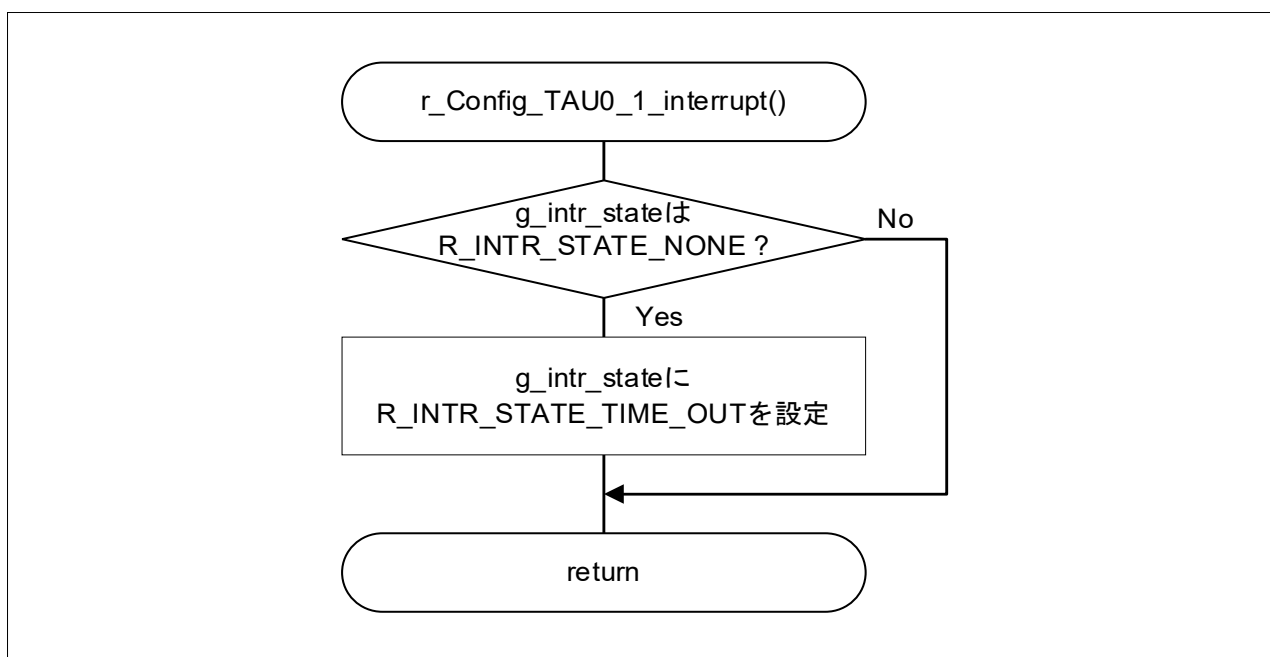 r_Config_TAU0_1_interrupt()
g_intr_stateは
R_INTR_STATE_NONE ?
No
Yes
g_intr_stateに
R_INTR_STATE_TIME_OUTを設定
return